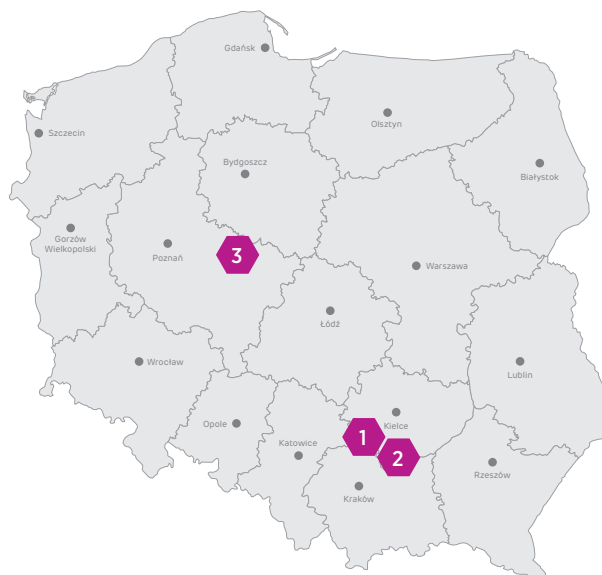 Gdańsk
Olsztyn
Szczecin
Bydgoszcz
Białystok
Gorzów
Wielkopolski
Poznań
3
Warszawa
Łódź
Wrocław
Lublin
Opole
Kielce
1
Katowice
2
Rzeszów
Kraków